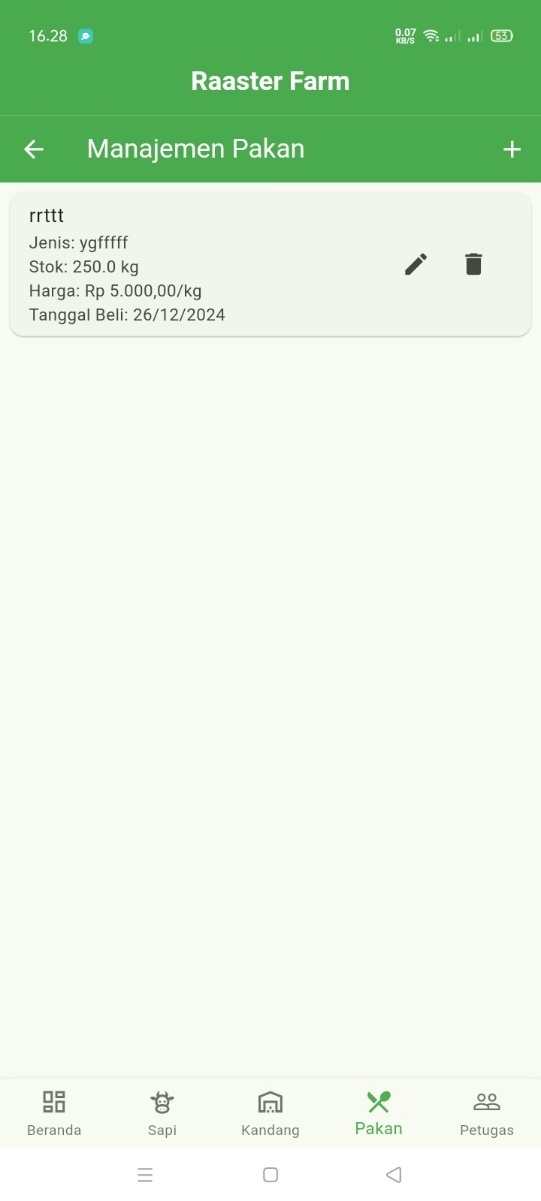 16.28
0.07
KB/S
53
Raaster Farm
Manajemen Pakan
rrttt
Jenis: ygfffff
Stok: 250.0 kg
Harga: Rp 5.000,00/kg
Tanggal Beli: 26/12/2024
Beranda
Sapi
Kandang
Pakan
Petugas